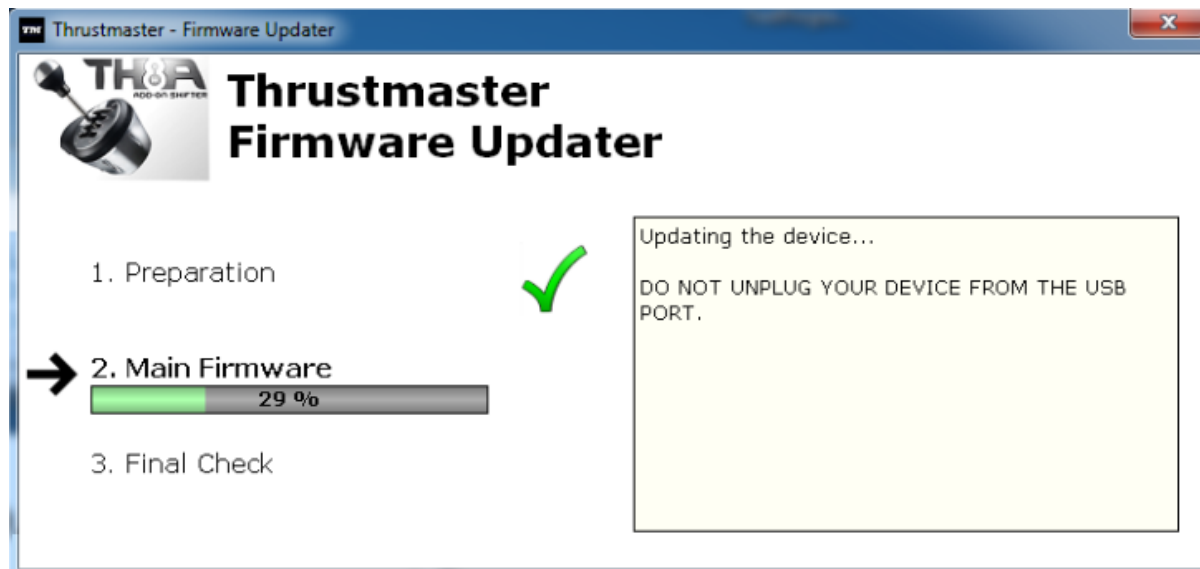 Thrustmaster - Firmware Updater
TH8A
ADD-ON SHIFTER
Thrustmaster
Firmware Updater
1. Preparation
2. Main Firmware
29 %
3. Final Check
Updating the device...
DO NOT UNPLUG YOUR DEVICE FROM THE USB
PORT.